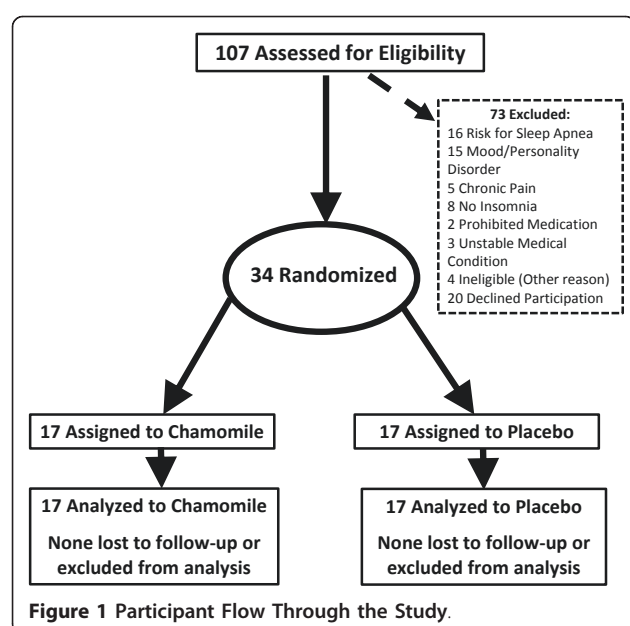 107 Assessed for Eligibility
73 Excluded:
16 Risk for Sleep Apnea
15 Mood/Personality
Disorder
5 Chronic Pain
8 No Insomnia
2 Prohibited Medication
3 Unstable Medical
Condition
4 Ineligible (Other reason)
20 Declined Participation
34 Randomized
17 Assigned to Chamomile
17 Assigned to Placebo
17 Analyzed to Chamomile
None lost to follow-up or
excluded from analysis
17 Analyzed to Placebo
None lost to follow-up or
excluded from analysis
Figure 1 Participant Flow Through the Study.